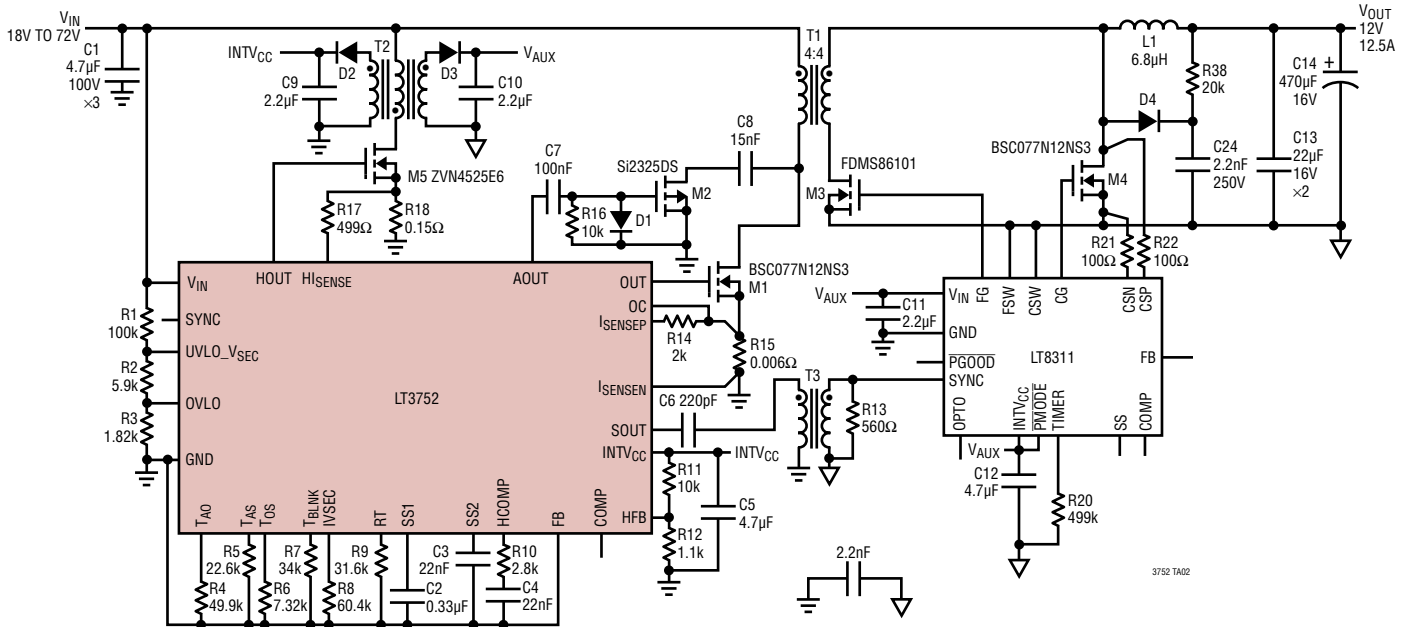 VIN
18V TO 72V
C1
4.7µF
100V
×3
INTVCC
D2
T2
D3
VAUX
C9
2.2µF
C10
2.2µF
M5 ZVN4525E6
R17
499Ω
R18
0.15Ω
C7
100nF
Si2325DS
M2
R16
10k
D1
C8
15nF
T1
4:4
FDMS86101
M3
BSC077N12NS3
M4
L1
6.8µH
R38
20k
D4
C24
2.2nF
250V
VOUT
12V
12.5A
C14
+
470µF
16V
C13
22µF
16V
×2
R21
100Ω
R22
100Ω
BSC077N12NS3
M1
R14
2k
R15
0.006Ω
R1
100k
R2
5.9k
R3
1.82k
LT3752
VIN
SYNC
UVLO_VSEC
OVLO
GND
HOUT
HISENSE
AOUT
OUT
OC
ISENSEP
ISENSEN
SOUT
INTVCC
HFB
TAO
TAS
TOS
TBLNK
IVSEC
RT
SS1
SS2
HCOMP
FB
COMP
C6 220pF
T3
R13
560Ω
INTVCC
R11
10k
R12
1.1k
C5
4.7µF
R4
49.9k
R5
22.6k
R6
7.32k
R7
34k
R8
60.4k
R9
31.6k
C2
0.33µF
C3
22nF
R10
2.8k
C4
22nF
2.2nF
VAUX
C11
2.2µF
LT8311
VIN
GND
PGOOD
SYNC
FG
FSW
CSW
CG
CSN
CSP
FB
OPTO
INTVCC
PMODE
TIMER
SS
COMP
VAUX
C12
4.7µF
R20
499k
3752 TA02